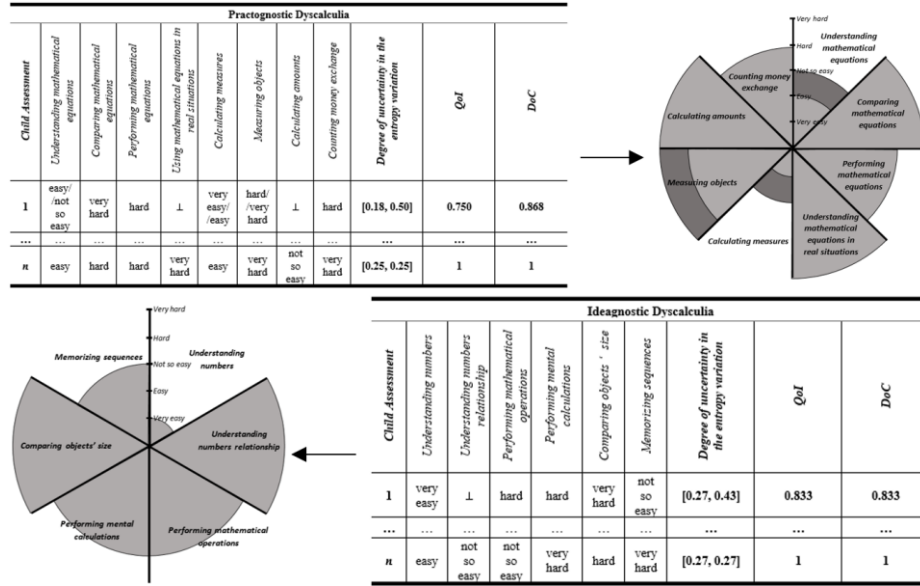 Practognostic Dyscalculia
Child Assessment
Understanding mathematical
equations
Comparing mathematical
equations
Performing mathematical
equations
Using mathematical equations in
real situations
Calculating measures
Measuring objects
Calculating amounts
Counting money exchange
Degree of uncertainty in the
entropy variation
QoI
DoC
1
easy/
/not
so
easy
very
hard
hard
⊥
very
easy/
/easy
hard/
/very
hard
⊥
hard
[0.18, 0.50]
0.750
0.868
... ... ... ... ... ... ... ... ... ... ... ...
n
easy
hard
hard
very
hard
easy
very
hard
not
so
easy
very
hard
[0.25, 0.25]
1
1
Very hard
Hard
Not so easy
Easy
Very easy
Understanding
mathematical
equations
Counting money
exchange
Comparing
mathematical
equations
Calculating amounts
Performing
mathematical
equations
Measuring objects
Understanding
mathematical
equations in
real situations
Calculating measures
Very hard
Hard
Not so easy
Easy
Very easy
Memorizing sequences
Understanding
numbers
Comparing objects' size
Understanding
numbers relationship
Performing mental
calculations
Performing mathematical
operations
Ideagnostic Dyscalculia
Child Assessment
Understanding numbers
Understanding numbers
relationship
Performing mathematical
operations
Performing mental
calculations
Comparing objects ' size
Memorizing sequences
Degree of uncertainty in
the entropy variation
QoI
DoC
1
very
easy
⊥
hard
hard
very
hard
not
so
easy
[0.27, 0.43]
0.833
0.833
... ... ... ... ... ... ... ... ... ...
n
easy
not
so
easy
not
so
easy
very
hard
hard
very
hard
[0.27, 0.27]
1
1